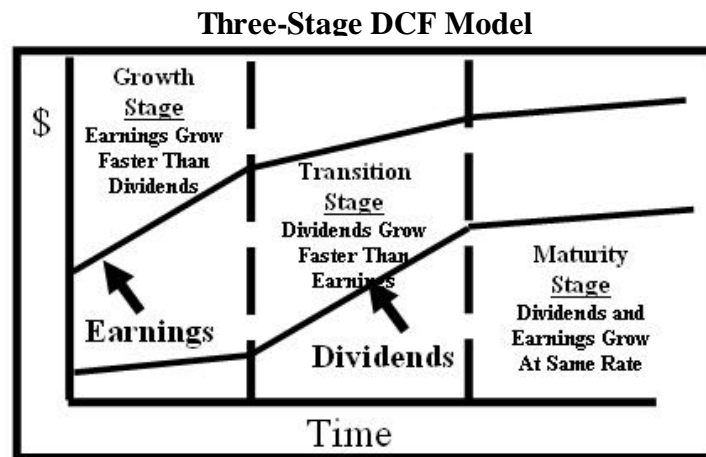 Three-Stage DCF Model
$
Growth
Stage
Earnings Grow
Faster Than
Dividends
Transition
Stage
Dividends Grow
Faster Than
Earnings
Maturity
Stage
Dividends and
Earnings Grow
At Same Rate
Earnings
Dividends
Time